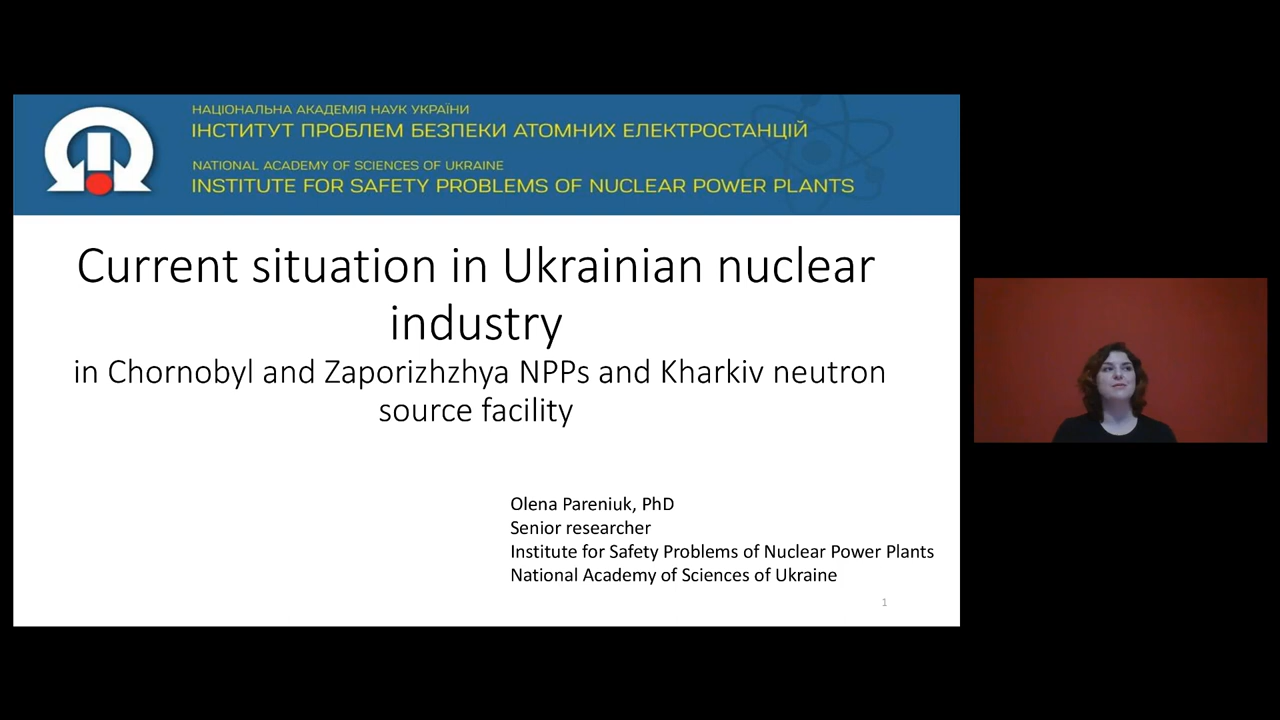 НАЦІОНАЛЬНА АКАДЕМІЯ НАУК УКРАЇНИ
ІНСТИТУТ ПРОБЛЕМ БЕЗПЕКИ АТОМНИХ ЕЛЕКТРОСТАНЦІЙ
NATIONAL ACADEMY OF SCIENCES OF UKRAINE
INSTITUTE FOR SAFETY PROBLEMS OF NUCLEAR POWER PLANTS
Current situation in Ukrainian nuclear
industry
in Chornobyl and Zaporizhzhya NPPs and Kharkiv neutron
source facility
Olena Pareniuk, PhD
Senior researcher
Institute for Safety Problems of Nuclear Power Plants
National Academy of Sciences of Ukraine
1